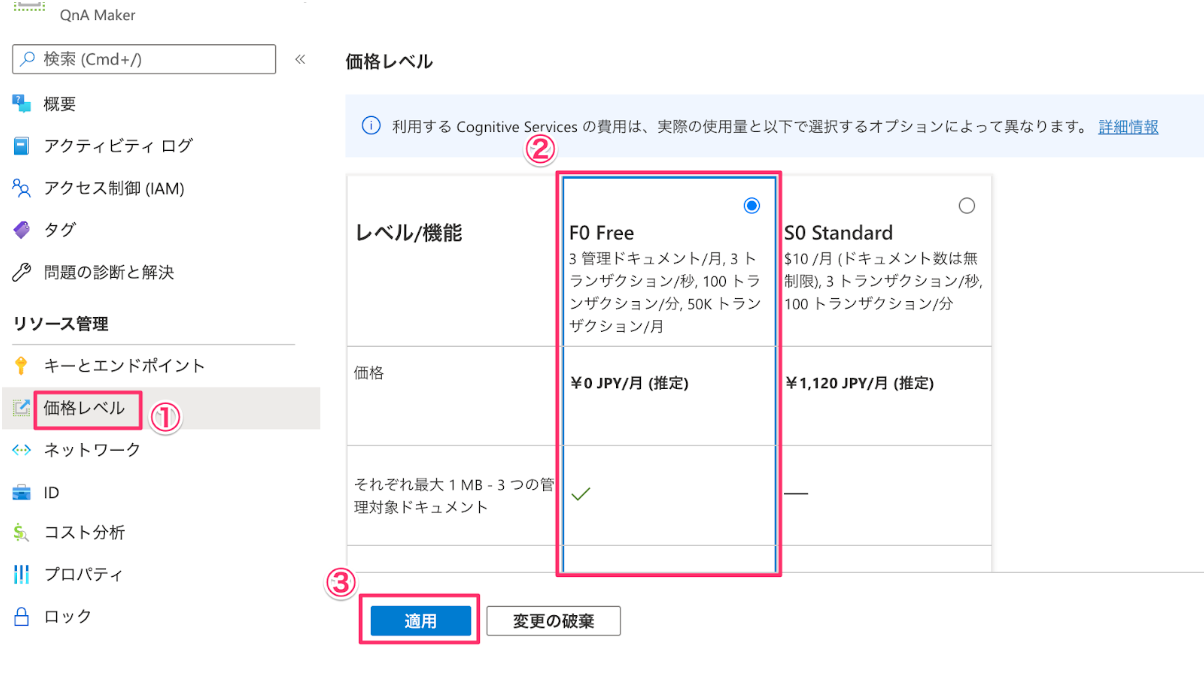 QnA Maker
検索 (Cmd+/)
«
概要
アクティビティ ログ
アクセス制御 (IAM)
タグ
問題の診断と解決
リソース管理
キーとエンドポイント
価格レベル
①
ネットワーク
ID
コスト分析
プロパティ
ロック
価格レベル
利用する Cognitive Services の費用は、実際の使用量と以下で選択するオプションによって異なります。 詳細情報
②
レベル/機能
F0 Free
3 管理ドキュメント/月, 3 ト
ランザクション/秒, 100 トラ
ンザクション/分, 50K トラン
ザクション/月
S0 Standard
$10 /月 (ドキュメント数は無
制限), 3 トランザクション/秒,
100 トランザクション/分
価格
¥0 JPY/月 (推定)
¥1,120 JPY/月 (推定)
それぞれ最大 1 MB - 3 つの管
理対象ドキュメント
③
適用
変更の破棄